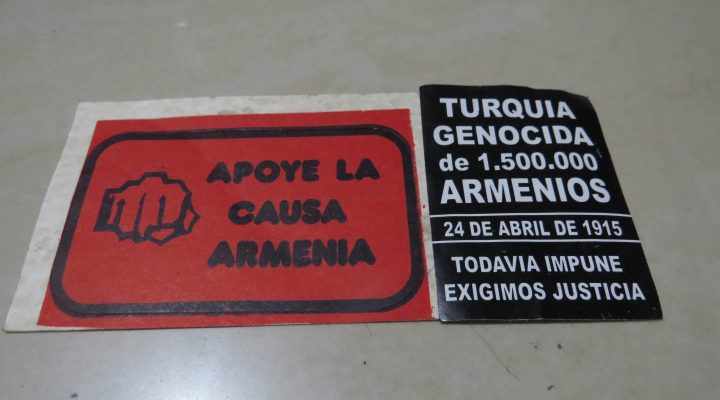 APOYE LA
CAUSA
ARMENIA
TURQUIA
GENOCIDA
de 1.500.000
ARMENIOS
24 DE ABRIL DE 1915
TODAVIA IMPUNE
EXIGIMOS JUSTICIA